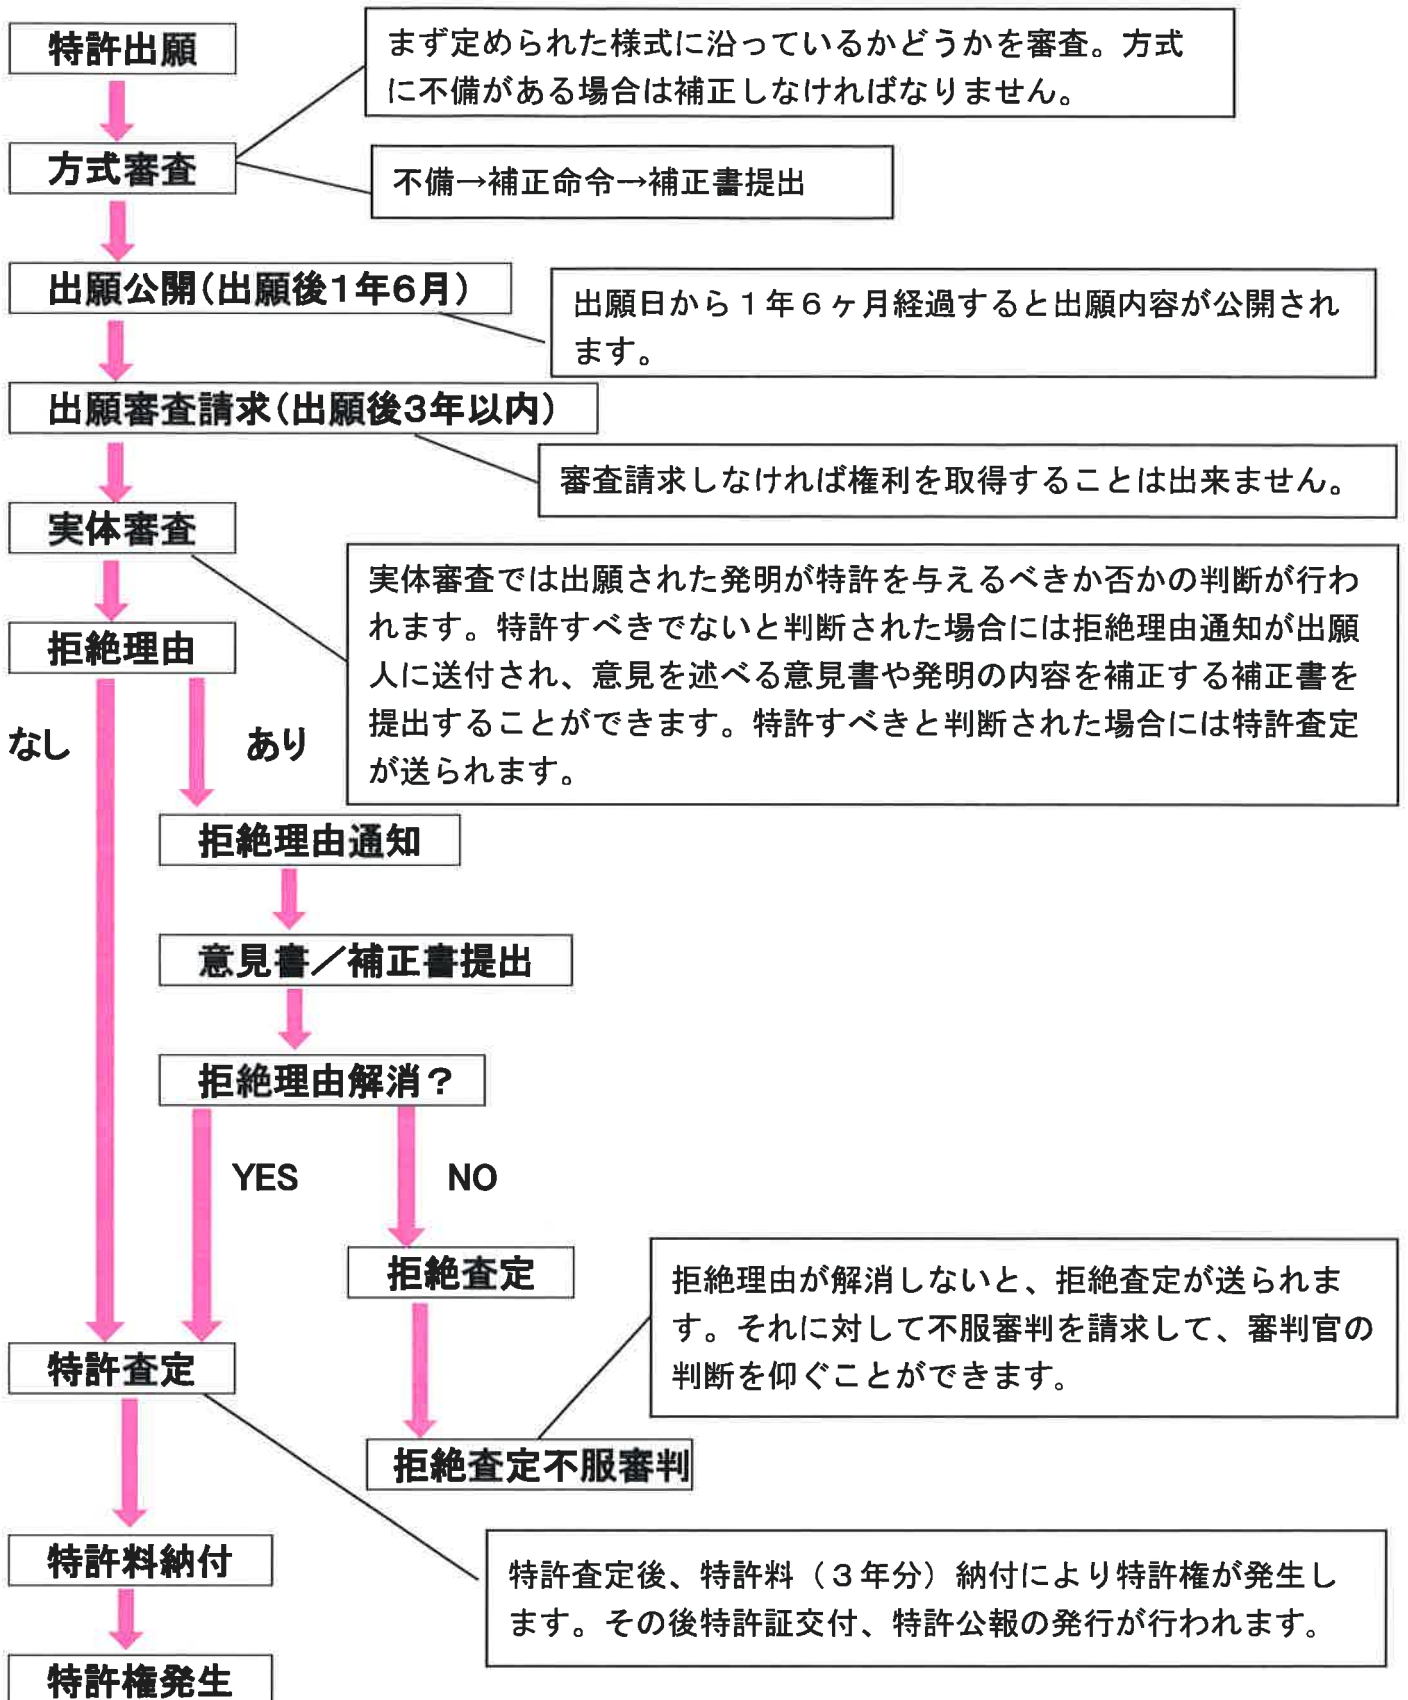 特許出願
まず定められた様式に沿っているかどうかを審査。方式
に不備がある場合は補正しなければなりません。
方式審査
不備→補正命令→補正書提出
出願公開（出願後1年6月）
出願日から１年６ヶ月経過すると出願内容が公開され
ます。
出願審査請求（出願後3年以内）
審査請求しなければ権利を取得することは出来ません。
実体審査
実体審査では出願された発明が特許を与えるべきか否かの判断が行わ
れます。特許すべきでないと判断された場合には拒絶理由通知が出願
人に送付され、意見を述べる意見書や発明の内容を補正する補正書を
提出することができます。特許すべきと判断された場合には特許査定
が送られます。
拒絶理由
なし
あり
拒絶理由通知
意見書／補正書提出
拒絶理由解消？
YES
NO
拒絶査定
拒絶理由が解消しないと、拒絶査定が送られま
す。それに対して不服審判を請求して、審判官の
判断を仰ぐことができます。
特許査定
拒絶査定不服審判
特許料納付
特許査定後、特許料（３年分）納付により特許権が発生し
ます。その後特許証交付、特許公報の発行が行われます。
特許権発生